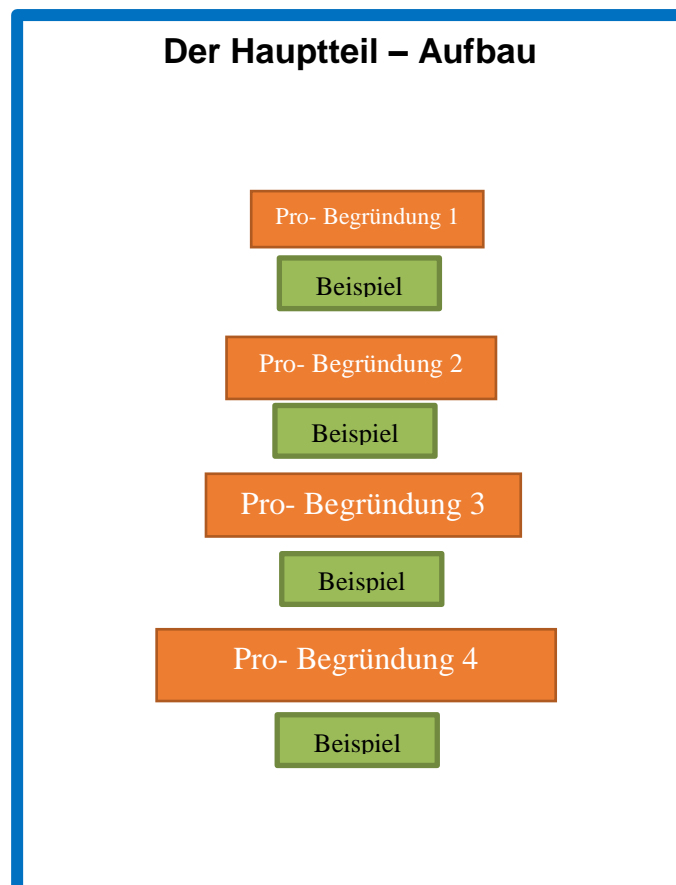 Der Hauptteil – Aufbau
Pro- Begründung 1
Beispiel
Pro- Begründung 2
Beispiel
Pro- Begründung 3
Beispiel
Pro- Begründung 4
Beispiel